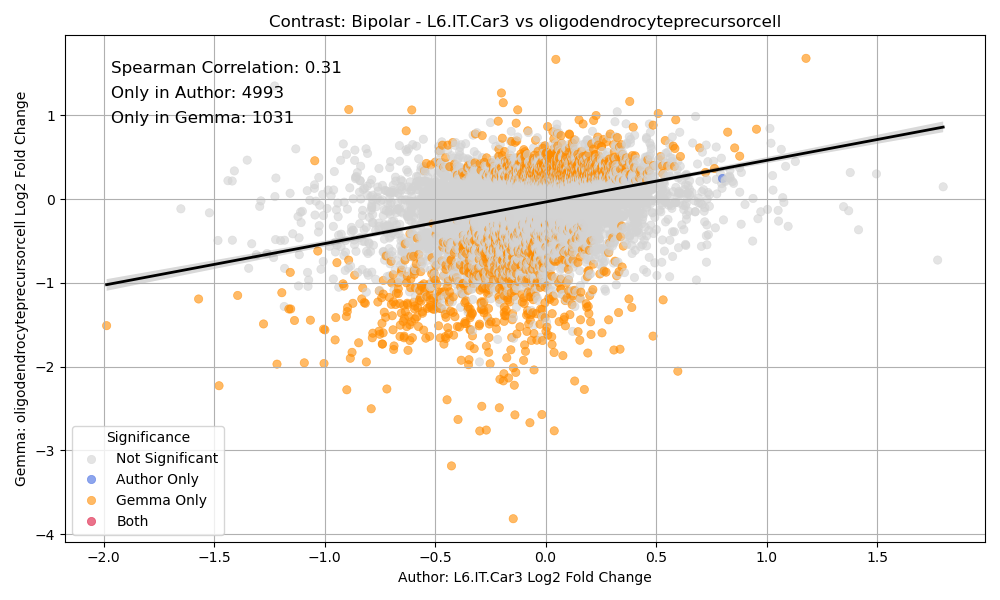 Contrast: Bipolar - L6.IT.Car3 vs oligodendrocyteprecursorcell
Spearman Correlation: 0.31
Only in Author: 4993
Only in Gemma: 1031
Gemma: oligodendrocyteprecursorcell Log2 Fold Change
1
0
−1
−2
−3
−4
Significance
Not Significant
Author Only
Gemma Only
Both
−2.0 −1.5 −1.0 −0.5 0.0 0.5 1.0 1.5
Author: L6.IT.Car3 Log2 Fold Change